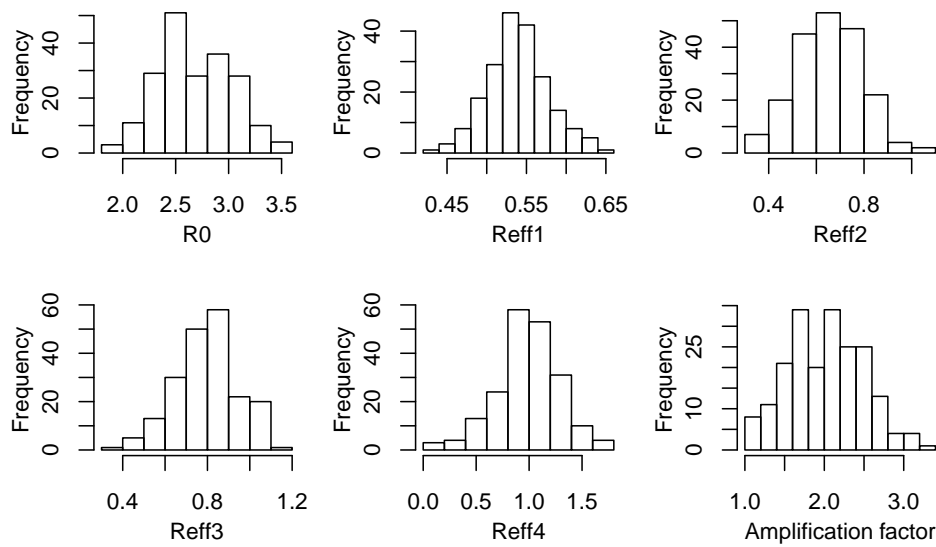 Frequency
0 20 40
2.0 2.5 3.0 3.5
R0
Frequency
0 20 40
0.45 0.55 0.65
Reff1
Frequency
0 20 40
0.4 0.8
Reff2
Frequency
0 20 40 60
0.4 0.8 1.2
Reff3
Frequency
0 20 40 60
0.0 0.5 1.0 1.5
Reff4
Frequency
0 10 25
1.0 2.0 3.0
Amplification factor